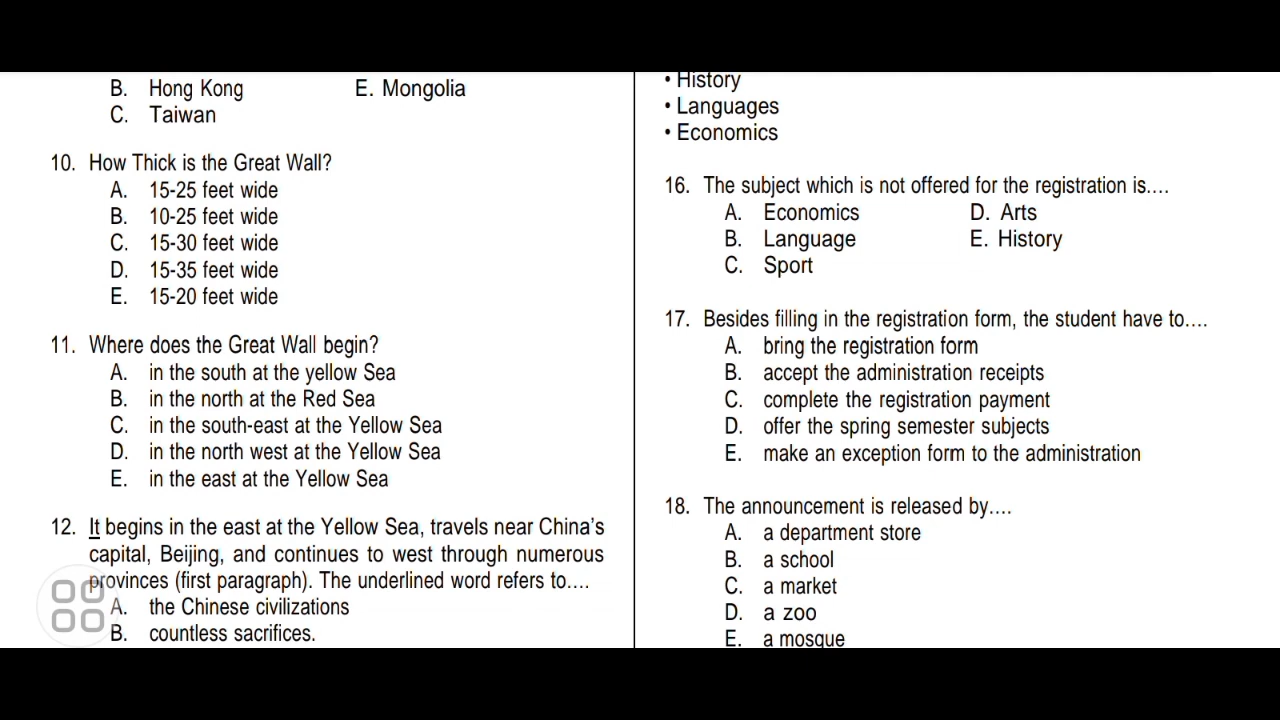 B. Hong Kong E. Mongolia
C. Taiwan
10. How Thick is the Great Wall?
A. 15-25 feet wide
B. 10-25 feet wide
C. 15-30 feet wide
D. 15-35 feet wide
E. 15-20 feet wide
11. Where does the Great Wall begin?
A. in the south at the yellow Sea
B. in the north at the Red Sea
C. in the south-east at the Yellow Sea
D. in the north west at the Yellow Sea
E. in the east at the Yellow Sea
12. It begins in the east at the Yellow Sea, travels near China's
capital, Beijing, and continues to west through numerous
provinces (first paragraph). The underlined word refers to....
A. the Chinese civilizations
B. countless sacrifices.
• History
• Languages
• Economics
16. The subject which is not offered for the registration is....
A. Economics D. Arts
B. Language E. History
C. Sport
17. Besides filling in the registration form, the student have to....
A. bring the registration form
B. accept the administration receipts
C. complete the registration payment
D. offer the spring semester subjects
E. make an exception form to the administration
18. The announcement is released by....
A. a department store
B. a school
C. a market
D. a zoo
E. a mosque